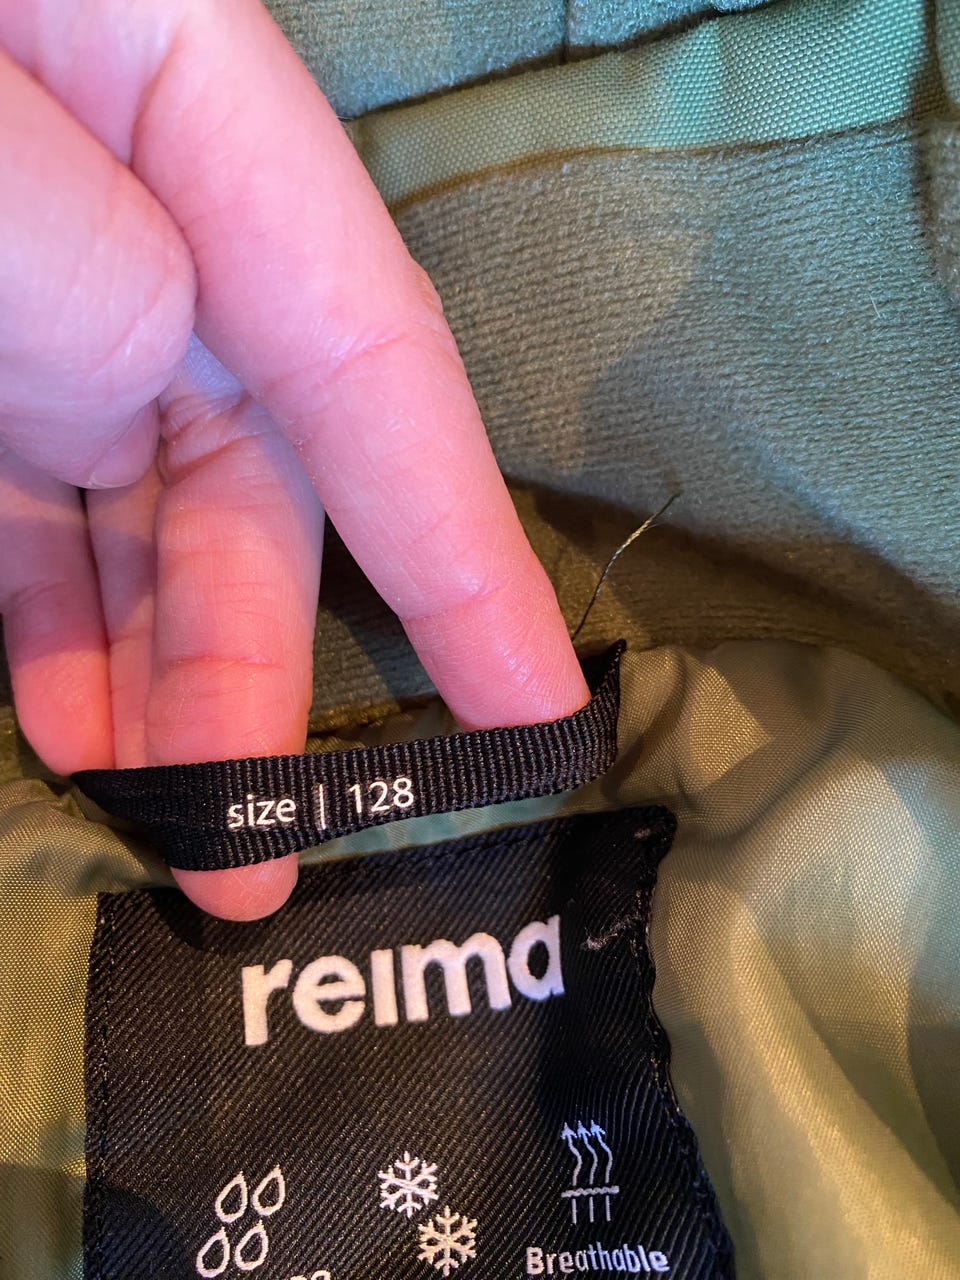 size | 128
reima
Breathable